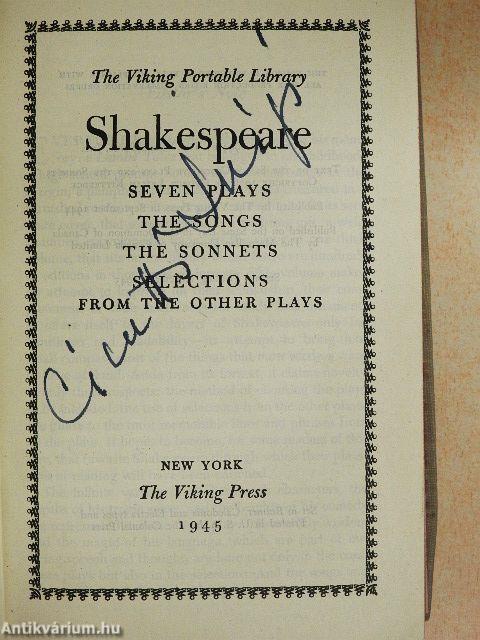 The Viking Portable Library
Shakespeare
SEVEN PLAYS
THE SONGS
THE SONNETS
SELECTIONS
FROM THE OTHER PLAYS
NEW YORK
The Viking Press
1945
Antikvárium.hu